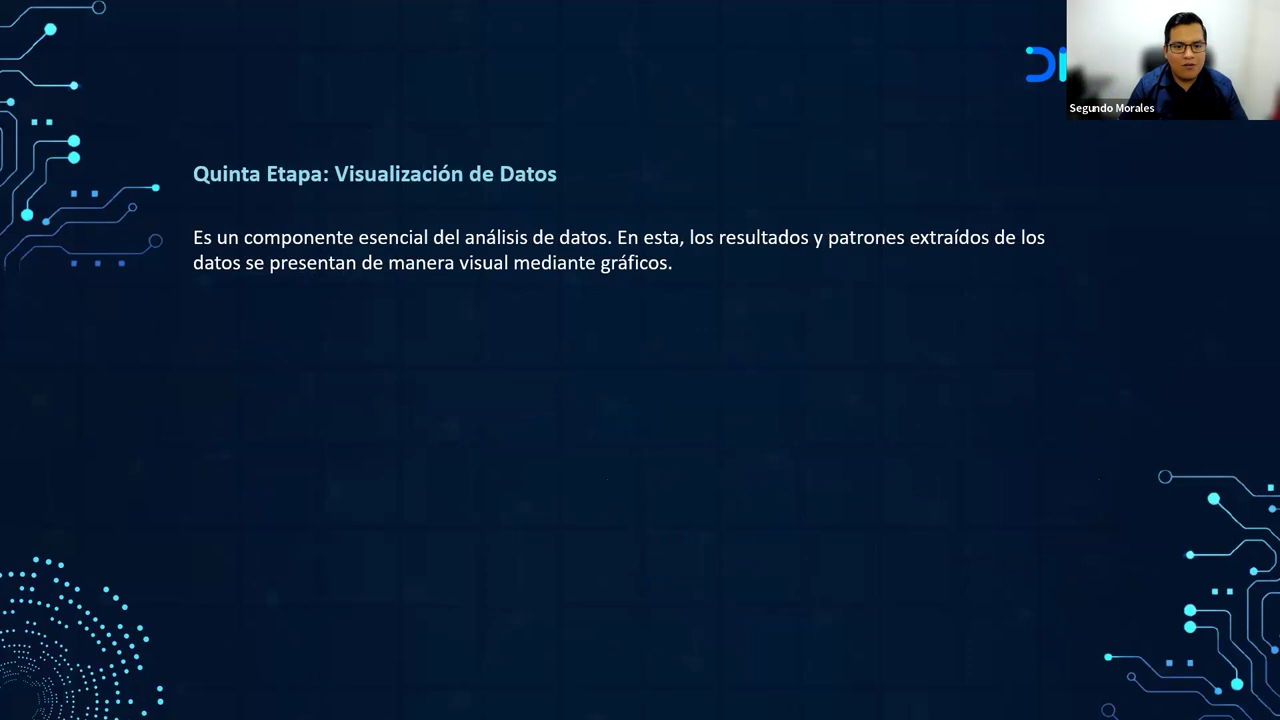 Segundo Morales
Quinta Etapa: Visualización de Datos
Es un componente esencial del análisis de datos. En esta, los resultados y patrones extraídos de los
datos se presentan de manera visual mediante gráficos.